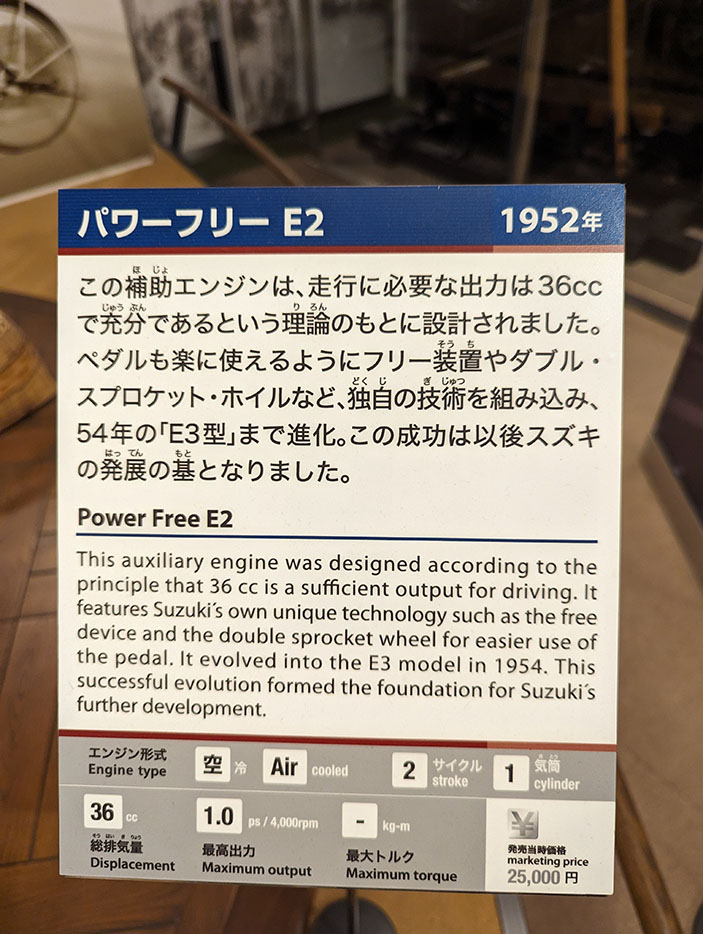 パワーフリー E2
1952年
この補助エンジンは、走行に必要な出力は36cc
で充分であるという理論のもとに設計されました。
ペダルも楽に使えるようにフリー装置やダブル・
スプロケット・ホイルなど、独自の技術を組み込み、
54年の「E3型」まで進化。この成功は以後スズキ
の発展の基となりました。
Power Free E2
This auxiliary engine was designed according to the
principle that 36 cc is a sufficient output for driving. It
features Suzuki´s own unique technology such as the free
device and the double sprocket wheel for easier use of
the pedal. It evolved into the E3 model in 1954. This
successful evolution formed the foundation for Suzuki´s
further development.
エンジン形式
Engine type
空 冷 Air cooled
2 サイクル stroke
1 気筒 cylinder
36 cc
総排気量
Displacement
1.0 ps / 4,000rpm
最高出力
Maximum output
- kg-m
最大トルク
Maximum torque
¥
発売当時価格
marketing price
25,000 円